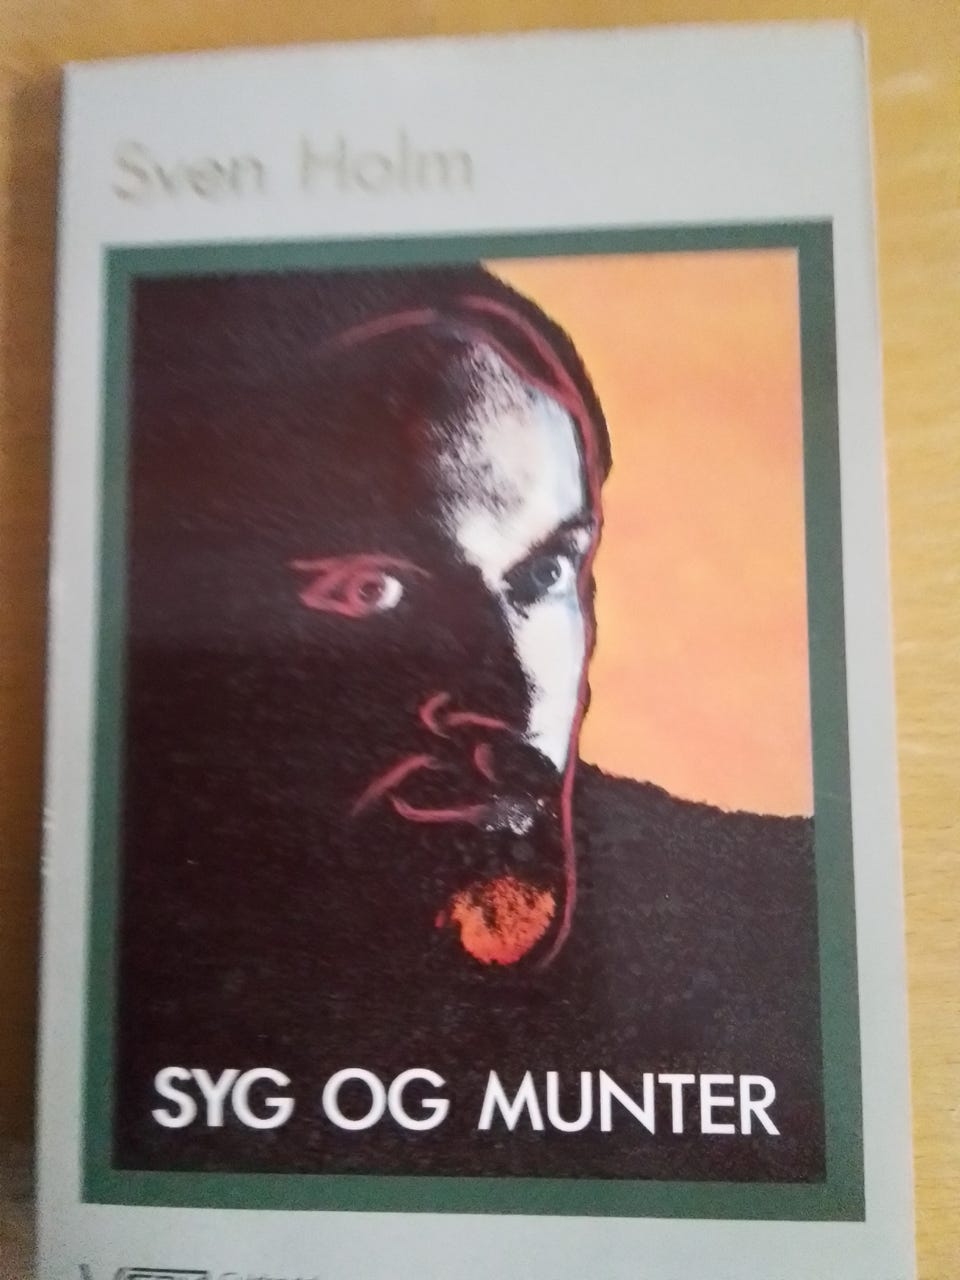 Sven Holm
SYG OG MUNTER